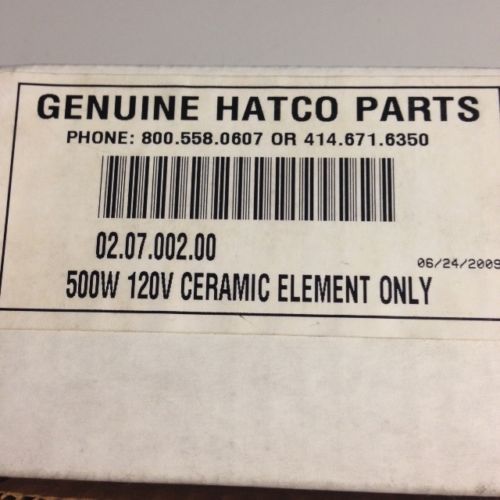 GENUINE HATCO PARTS
PHONE: 800.558.0607 OR 414.671.6350
02.07.002.00
06/24/2009
500W 120V CERAMIC ELEMENT ONLY